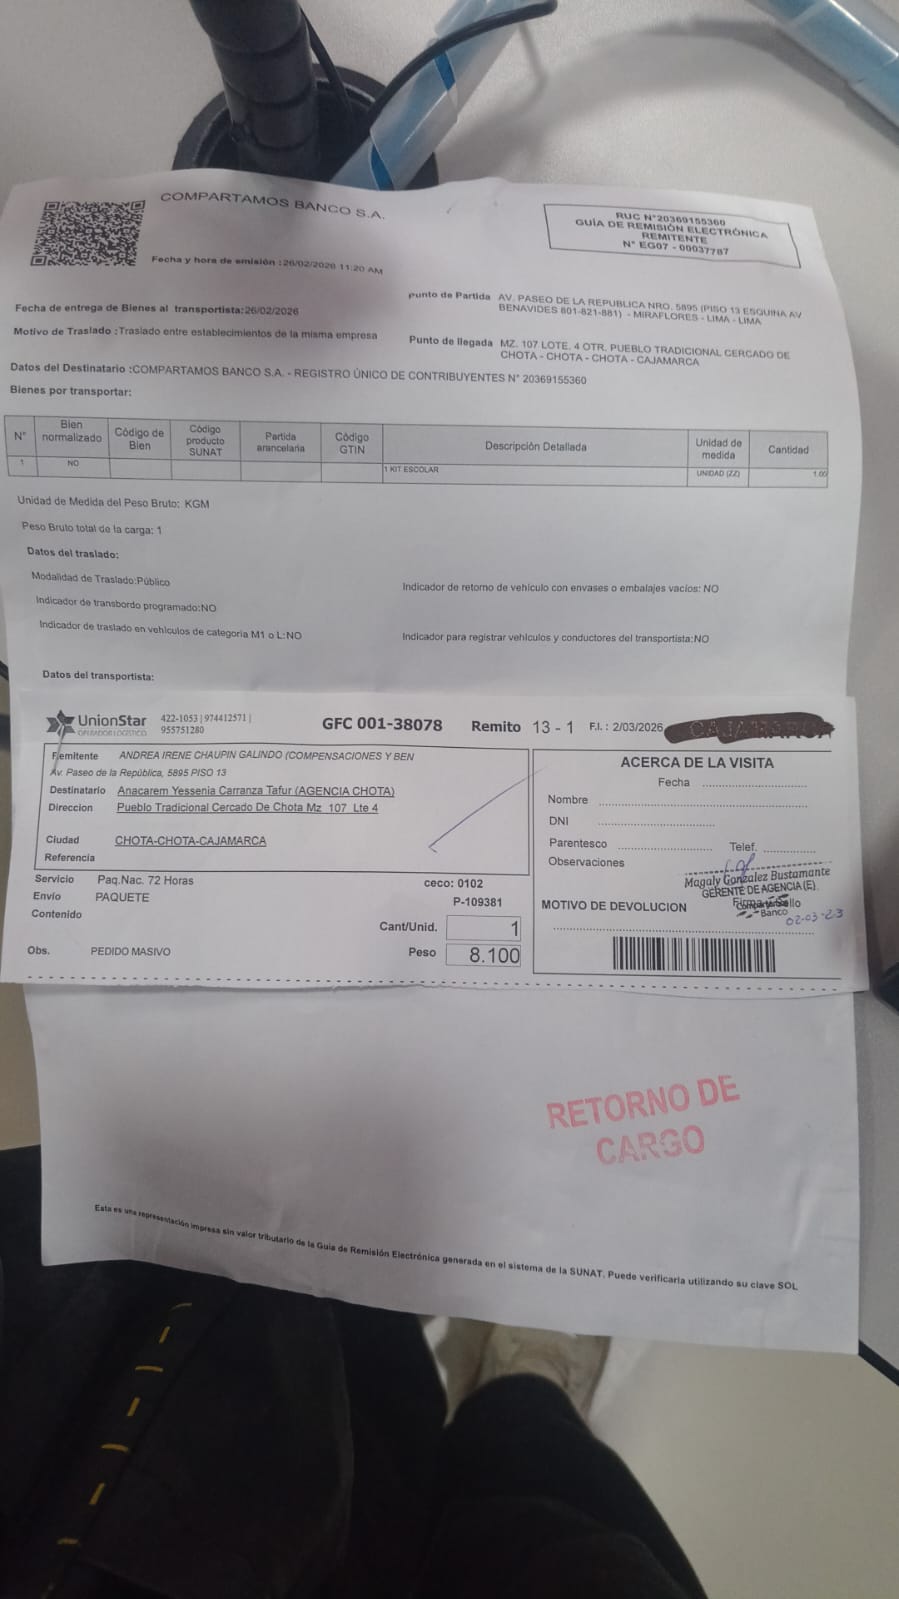 COMPARTAMOS BANCO S.A.
RUC N°20369155360
GUÍA DE REMISIÓN ELECTRÓNICA
REMITENTE
N° EG07 - 00037787
Fecha y hora de emisión :26/02/2026 11:20 AM
Fecha de entrega de Bienes al transportista:26/02/2026
Punto de Partida AV. PASEO DE LA REPUBLICA NRO. 5895 (PISO 13 ESQUINA AV
BENAVIDES 801-821-881) - MIRAFLORES - LIMA - LIMA
Motivo de Traslado :Traslado entre establecimientos de la misma empresa
Punto de llegada MZ. 107 LOTE. 4 OTR. PUEBLO TRADICIONAL CERCADO DE
CHOTA - CHOTA - CHOTA - CAJAMARCA
Datos del Destinatario :COMPARTAMOS BANCO S.A. - REGISTRO ÚNICO DE CONTRIBUYENTES N° 20369155360
Bienes por transportar:
N° Bien normalizado Código de Bien Código producto SUNAT Partida arancelaria Código GTIN Descripción Detallada Unidad de medida Cantidad
1 NO 1 KIT ESCOLAR UNIDAD (ZZ) 1.00
Unidad de Medida del Peso Bruto: KGM
Peso Bruto total de la carga: 1
Datos del traslado:
Modalidad de Traslado:Público
Indicador de retorno de vehículo con envases o embalajes vacíos: NO
Indicador de transbordo programado:NO
Indicador de traslado en vehículos de categoría M1 o L:NO
Indicador para registrar vehículos y conductores del transportista:NO
Datos del transportista:
UnionStar
OPERADOR LOGÍSTICO
422-1053 | 974412571 |
955751280
GFC 001-38078 Remito 13 - 1 F.I. : 2/03/2026
Remitente ANDREA IRENE CHAUPIN GALINDO (COMPENSACIONES Y BEN
Av. Paseo de la República, 5895 PISO 13
Destinatario Anacarem Yessenia Carranza Tafur (AGENCIA CHOTA)
Direccion Pueblo Tradicional Cercado De Chota Mz 107 Lte 4
Ciudad CHOTA-CHOTA-CAJAMARCA
Referencia
Servicio Paq.Nac. 72 Horas
ceco: 0102
Envío PAQUETE
P-109381
Contenido
Cant/Unid. 1
Obs. PEDIDO MASIVO
Peso 8.100
ACERCA DE LA VISITA
Fecha
Nombre
DNI
Parentesco Telef.
Observaciones
Magaly Gonzalez Bustamante
GERENTE DE AGENCIA (E)
Compartamos
Banco
MOTIVO DE DEVOLUCION
02-03-23
RETORNO DE
CARGO
Esta es una representación impresa sin valor tributario de la Guía de Remisión Electrónica generada en el sistema de la SUNAT. Puede verificarla utilizando su clave SOL